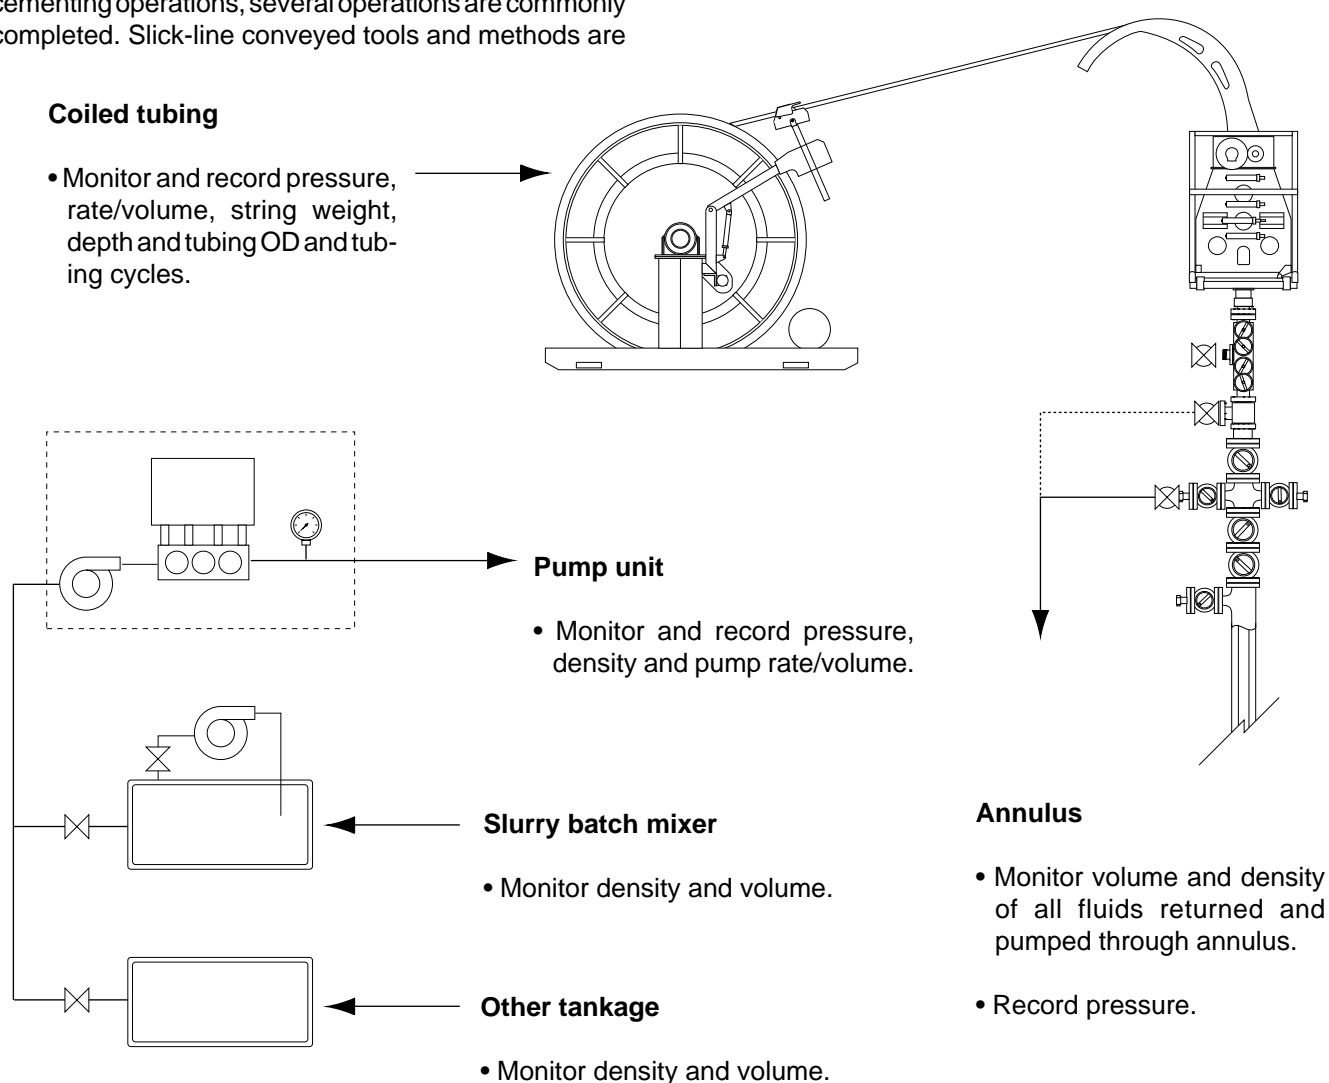 cementing operations, several operations are commonly
completed. Slick-line conveyed tools and methods are
Coiled tubing
• Monitor and record pressure,
rate/volume, string weight,
depth and tubing OD and tub-
ing cycles.
Pump unit
• Monitor and record pressure,
density and pump rate/volume.
Slurry batch mixer
• Monitor density and volume.
Other tankage
• Monitor density and volume.
Annulus
• Monitor volume and density
of all fluids returned and
pumped through annulus.
• Record pressure.